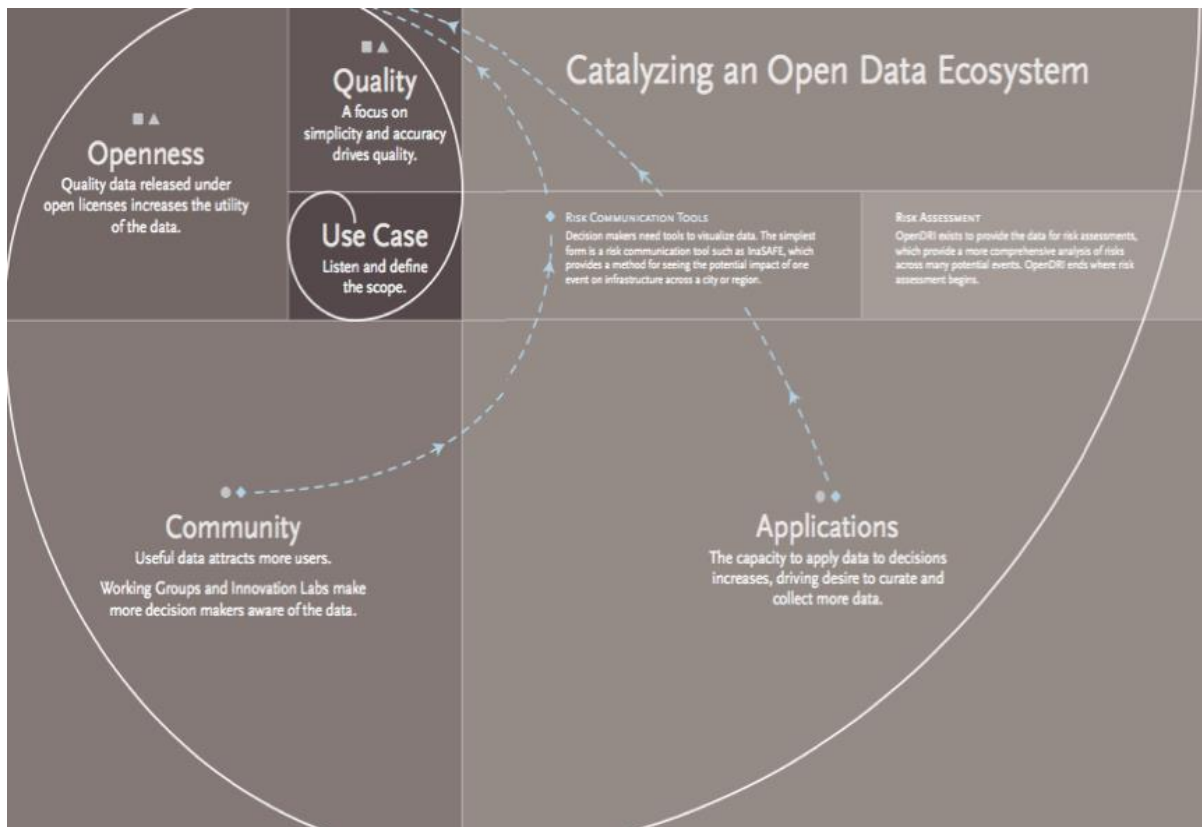 Catalyzing an Open Data Ecosystem
Quality
A focus on
simplicity and accuracy
drives quality.
Openness
Quality data released under
open licenses increases the utility
of the data.
Use Case
Listen and define
the scope.
Risk Communication Tools
Decision makers need tools to visualize data. The simplest
form is a risk communication tool such as InaSAFE, which
provides a method for seeing the potential impact of one
event on infrastructure across a city or region.
Risk Assessment
OpenDRI exists to provide the data for risk assessments,
which provide a more comprehensive analysis of risks
across many potential events. OpenDRI ends where risk
assessment begins.
Community
Useful data attracts more users.
Working Groups and Innovation Labs make
more decision makers aware of the data.
Applications
The capacity to apply data to decisions
increases, driving desire to curate and
collect more data.